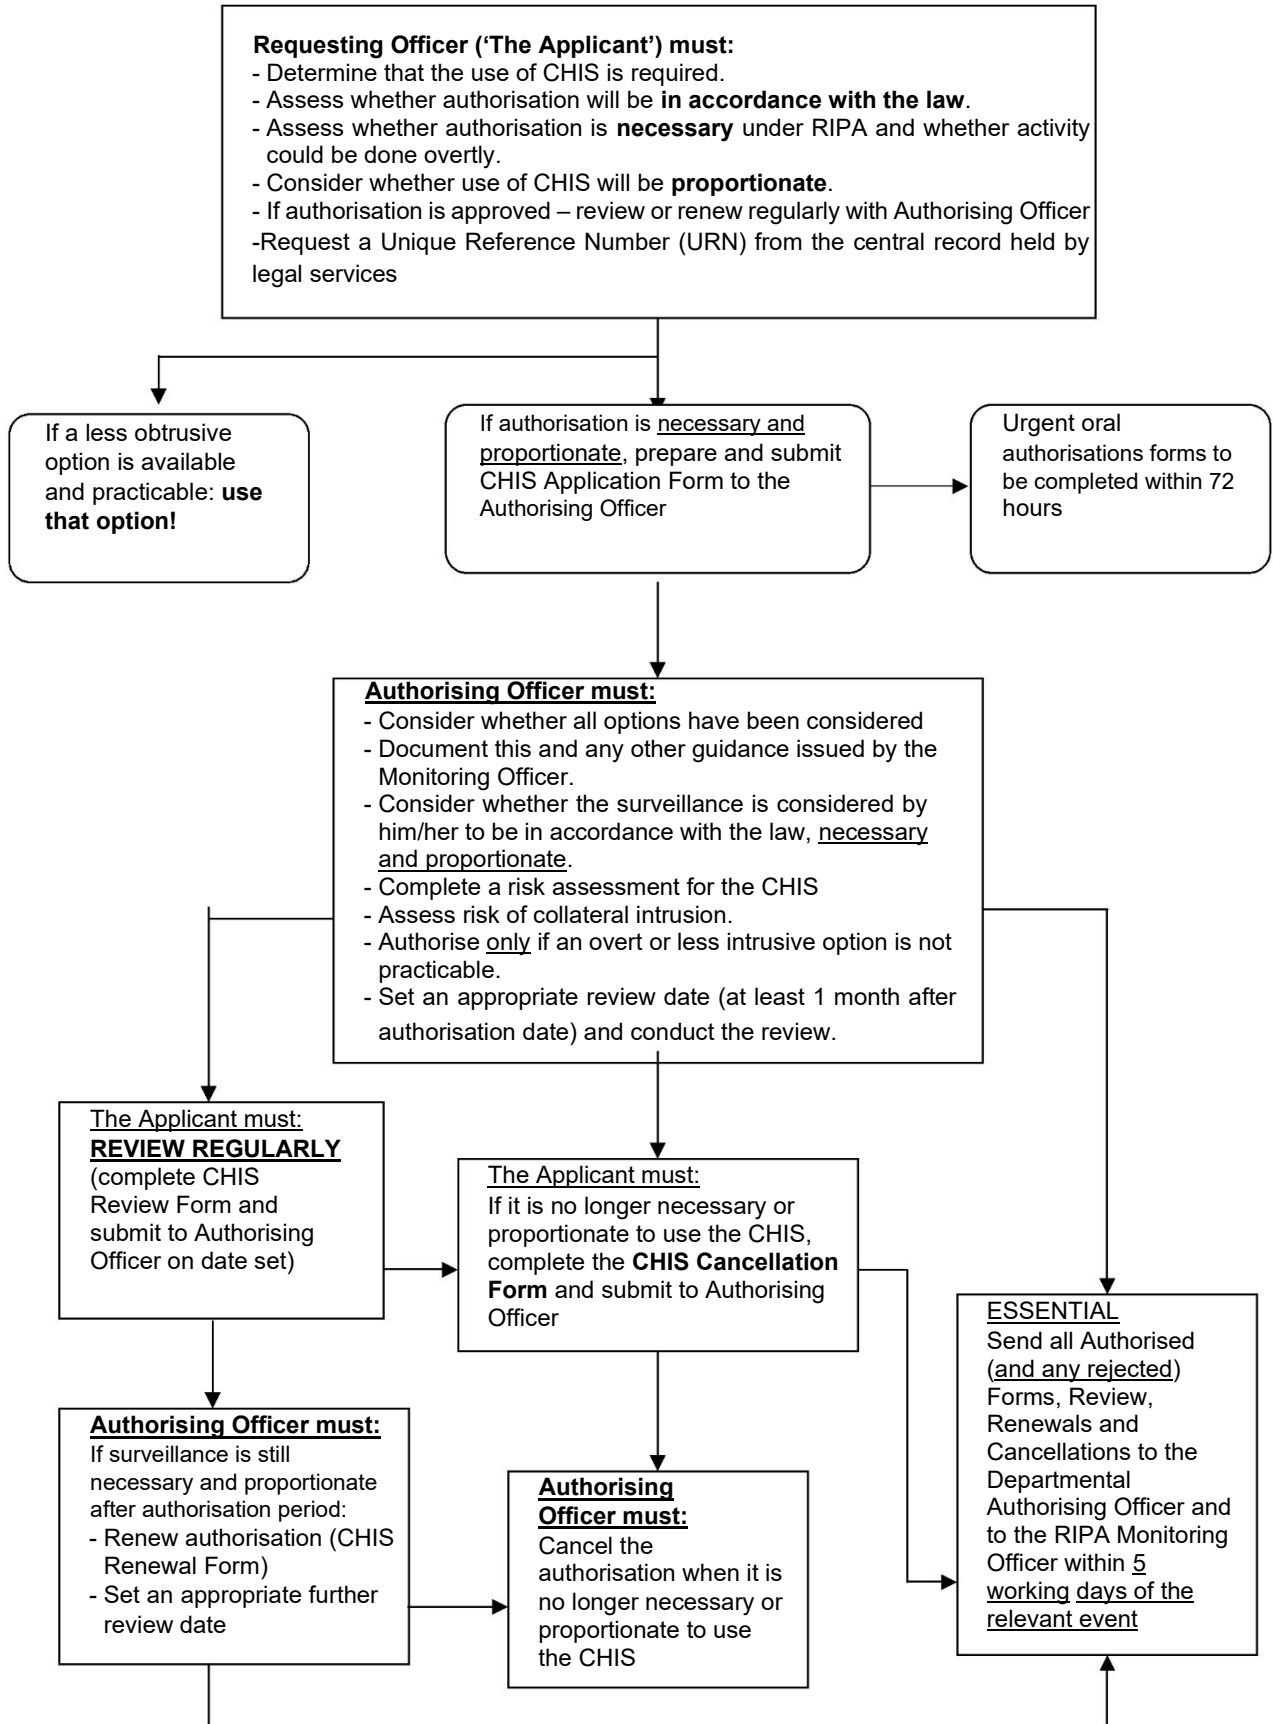 Requesting Officer (‘The Applicant’) must:
- Determine that the use of CHIS is required.
- Assess whether authorisation will be in accordance with the law.
- Assess whether authorisation is necessary under RIPA and whether activity
could be done overtly.
- Consider whether use of CHIS will be proportionate.
- If authorisation is approved – review or renew regularly with Authorising Officer
-Request a Unique Reference Number (URN) from the central record held by
legal services
If a less obtrusive
option is available
and practicable: use
that option!
If authorisation is necessary and
proportionate, prepare and submit
CHIS Application Form to the
Authorising Officer
Urgent oral
authorisations forms to
be completed within 72
hours
Authorising Officer must:
- Consider whether all options have been considered
- Document this and any other guidance issued by the
Monitoring Officer.
- Consider whether the surveillance is considered by
him/her to be in accordance with the law, necessary
and proportionate.
- Complete a risk assessment for the CHIS
- Assess risk of collateral intrusion.
- Authorise only if an overt or less intrusive option is not
practicable.
- Set an appropriate review date (at least 1 month after
authorisation date) and conduct the review.
The Applicant must:
REVIEW REGULARLY
(complete CHIS
Review Form and
submit to Authorising
Officer on date set)
The Applicant must:
If it is no longer necessary or
proportionate to use the CHIS,
complete the CHIS Cancellation
Form and submit to Authorising
Officer
ESSENTIAL
Send all Authorised
(and any rejected)
Forms, Review,
Renewals and
Cancellations to the
Departmental
Authorising Officer and
to the RIPA Monitoring
Officer within 5
working days of the
relevant event
Authorising Officer must:
If surveillance is still
necessary and proportionate
after authorisation period:
- Renew authorisation (CHIS
Renewal Form)
- Set an appropriate further
review date
Authorising
Officer must:
Cancel the
authorisation when it is
no longer necessary or
proportionate to use
the CHIS